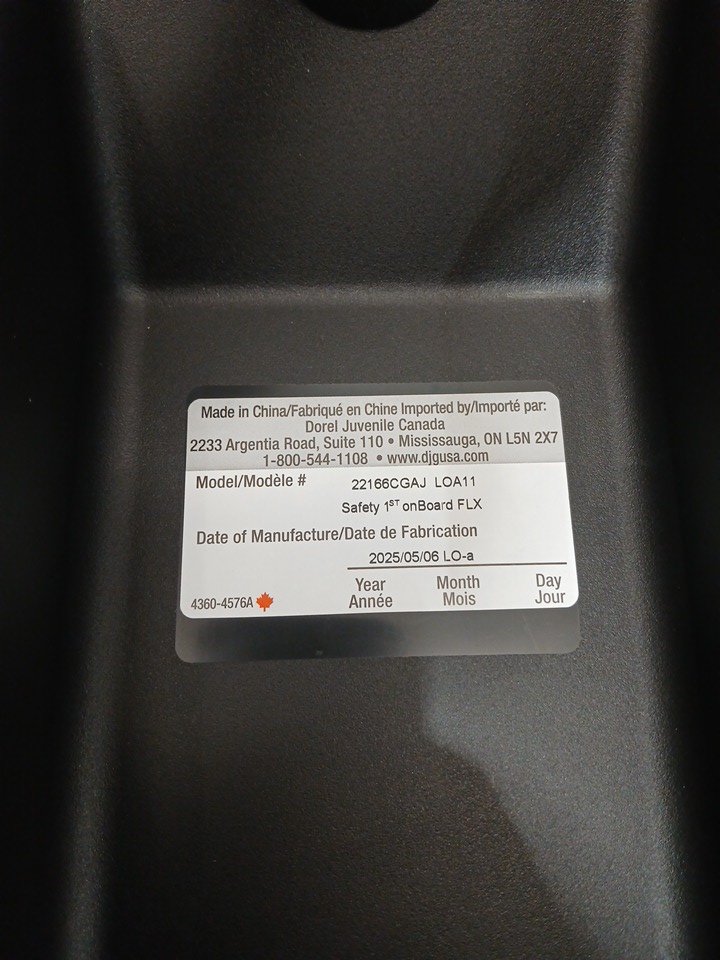 Made in China/Fabriqué en Chine Imported by/Importé par:
Dorel Juvenile Canada
2233 Argentia Road, Suite 110 • Mississauga, ON L5N 2X7
1-800-544-1108 • www.djgusa.com
Model/Modèle # 22166CGAJ LOA11
Safety 1ST onBoard FLX
Date of Manufacture/Date de Fabrication
2025/05/06 LO-a
Year Month Day
4360-4576A Année Mois Jour